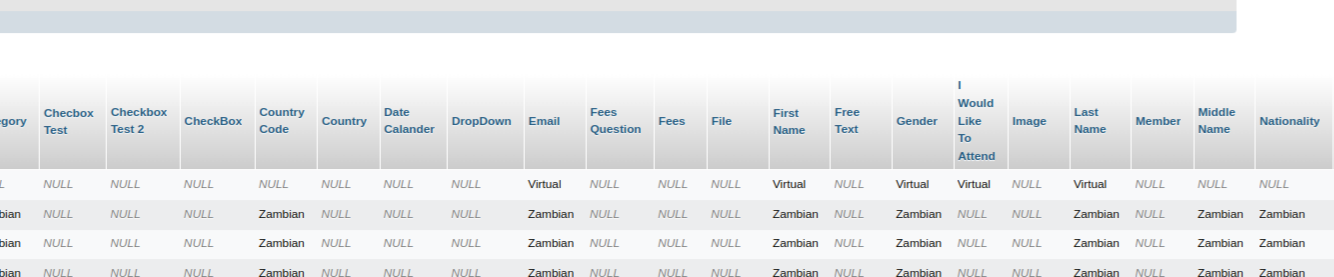 egory Checbox Test Checkbox Test 2 CheckBox Country Code Country Date Calander DropDown Email Fees Question Fees File First Name Free Text Gender I Would Like To Attend Image Last Name Member Middle Name Nationality
L NULL NULL NULL NULL NULL NULL NULL Virtual NULL NULL NULL Virtual NULL Virtual Virtual NULL Virtual NULL NULL NULL
bian NULL NULL NULL Zambian NULL NULL NULL Zambian NULL NULL NULL Zambian NULL Zambian NULL NULL Zambian NULL Zambian Zambian
bian NULL NULL NULL Zambian NULL NULL NULL Zambian NULL NULL NULL Zambian NULL Zambian NULL NULL Zambian NULL Zambian Zambian
bian NULL NULL NULL Zambian NULL NULL NULL Zambian NULL NULL NULL Zambian NULL Zambian NULL NULL Zambian NULL Zambian Zambian